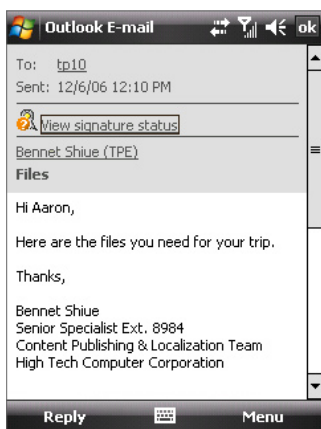 Outlook E-mail ok
To: tp10
Sent: 12/6/06 12:10 PM
View signature status
Bennet Shiue (TPE)
Files
Hi Aaron,
Here are the files you need for your trip.
Thanks,
Bennet Shiue
Senior Specialist Ext. 8984
Content Publishing & Localization Team
High Tech Computer Corporation
Reply Menu